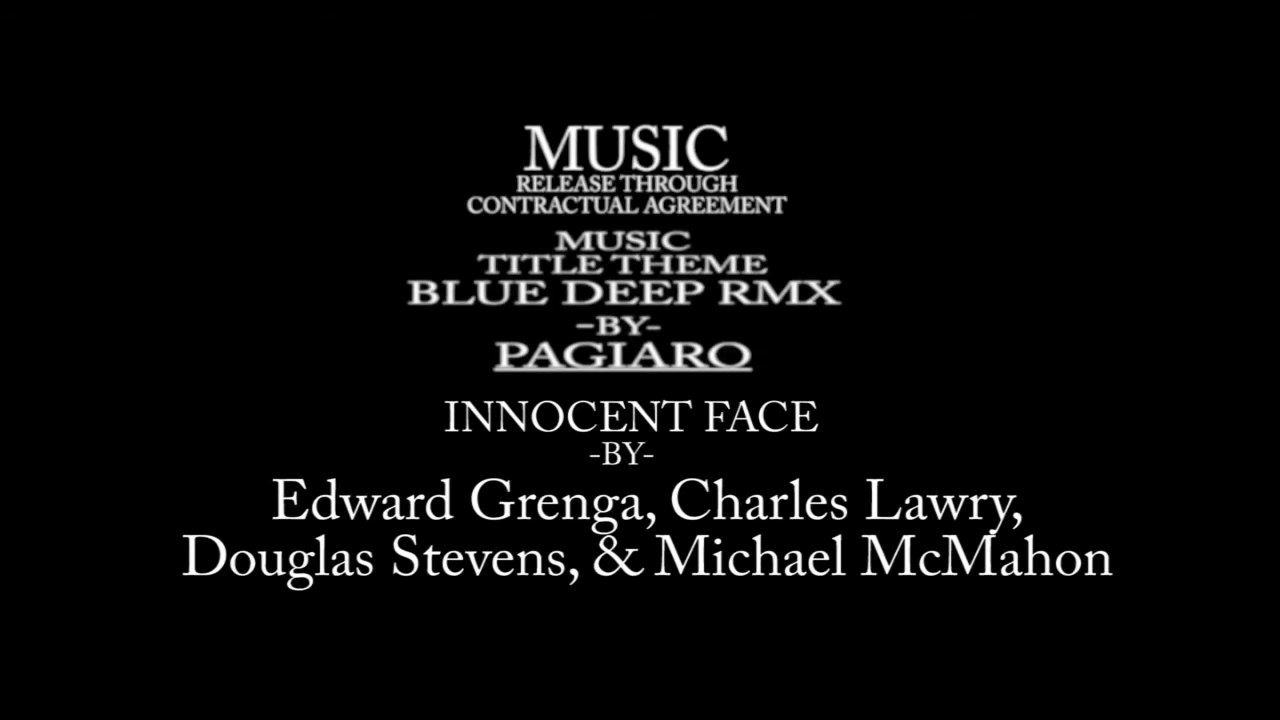 MUSIC
RELEASE THROUGH
CONTRACTUAL AGREEMENT
MUSIC
TITLE THEME
BLUE DEEP RMX
-BY-
PAGIARO
INNOCENT FACE
-BY-
Edward Grenga, Charles Lawry,
Douglas Stevens, & Michael McMahon